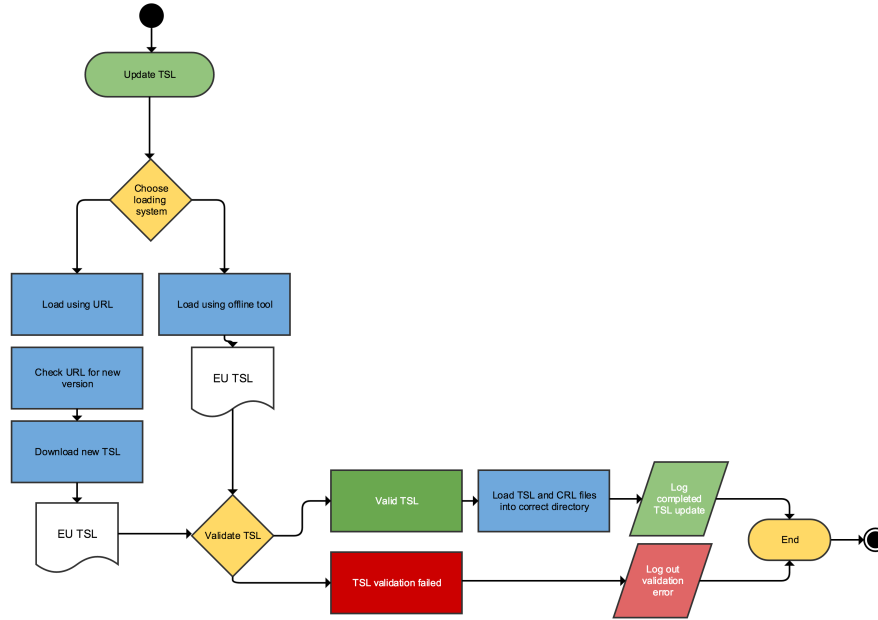 Update TSL
Choose
loading
system
Load using URL
Load using offline tool
Check URL for new
version
EU TSL
Download new TSL
EU TSL
Validate TSL
Valid TSL
Load TSL and CRL files
into correct directory
Log
completed
TSL update
End
TSL validation failed
Log out
validation
error